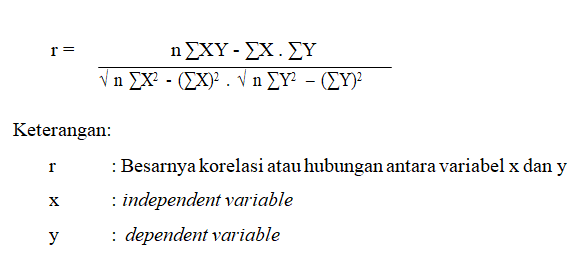 r = n ∑XY - ∑X . ∑Y
√ n ∑X² - (∑X)² . √ n ∑Y² – (∑Y)²
Keterangan:
r : Besarnya korelasi atau hubungan antara variabel x dan y
x : independent variable
y : dependent variable